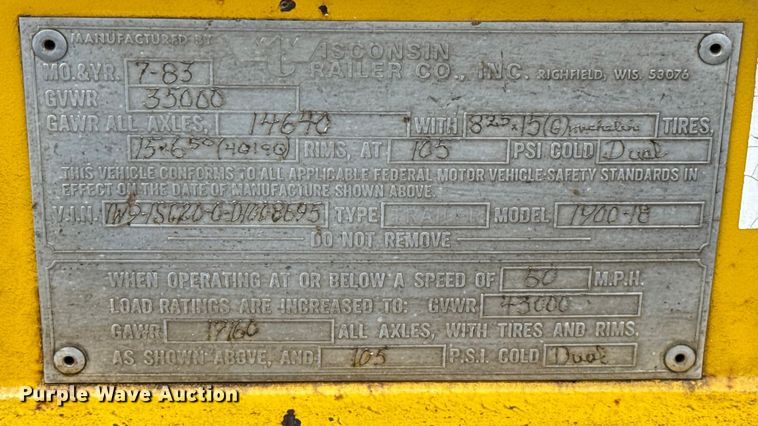 MANUFACTURED BY WISCONSIN
TRAILER CO., INC. RICHFIELD, WIS. 53076
MO. & YR. 7-83
GVWR 35000
GAWR ALL AXLES, 14640 WITH 8.25x15(G) michelin TIRES,
15x6.50 RIMS, AT 105 PSI COLD Dual
THIS VEHICLE CONFORMS TO ALL APPLICABLE FEDERAL MOTOR VEHICLE SAFETY STANDARDS IN
EFFECT ON THE DATE OF MANUFACTURE SHOWN ABOVE
V.I.N. TYPE TRAILER MODEL 1900-18
DO NOT REMOVE
WHEN OPERATING AT OR BELOW A SPEED OF 50 M.P.H.
LOAD RATINGS ARE INCREASED TO: GVWR 43000
GAWR 17160 ALL AXLES, WITH TIRES AND RIMS,
AS SHOWN ABOVE, AND 105 P.S.I. COLD Dual
Purple Wave Auction